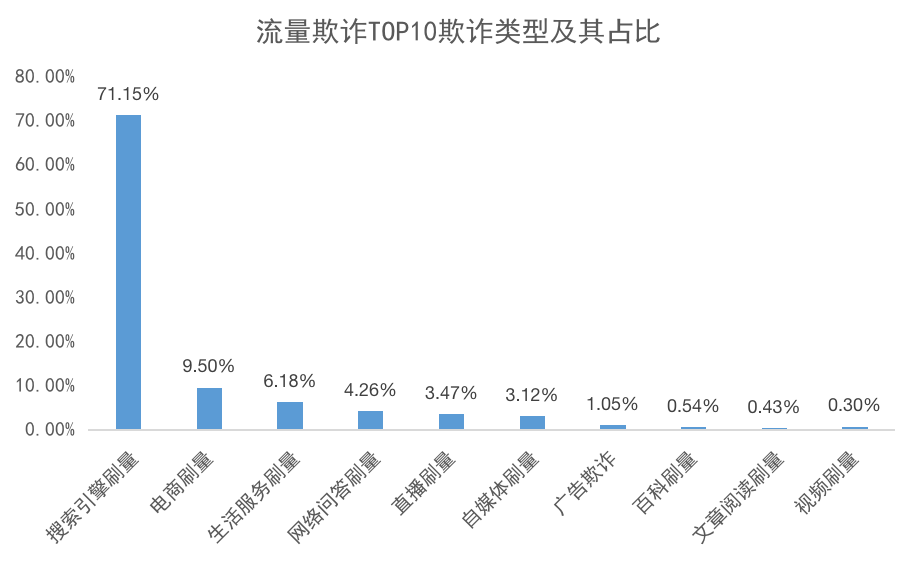 流量欺诈TOP10欺诈类型及其占比
80.00%
70.00%
60.00%
50.00%
40.00%
30.00%
20.00%
10.00%
0.00%
71.15%
9.50%
6.18%
4.26%
3.47%
3.12%
1.05%
0.54%
0.43%
0.30%
搜索引擎刷量
电商刷量
生活服务刷量
网络问答刷量
直播刷量
自媒体刷量
广告欺诈
百科刷量
文章阅读刷量
视频刷量